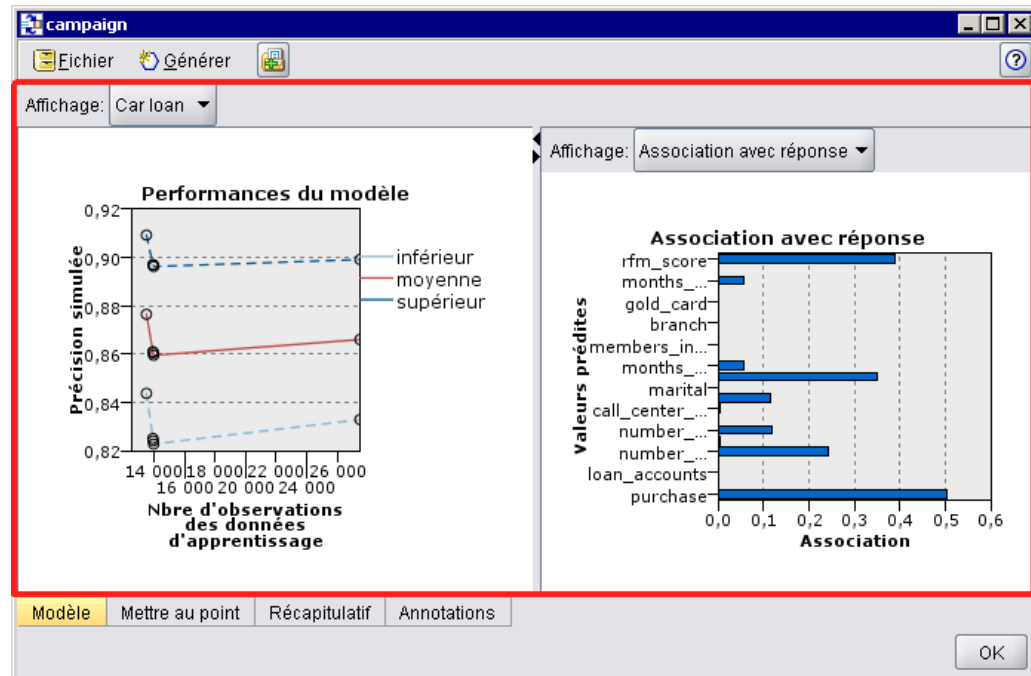 campaign
Fichier Générer
Affichage: Car loan
Affichage: Association avec réponse
Performances du modèle
0,92
0,90
0,88
0,86
0,84
0,82
Précision simulée
14 000 18 000 22 000 26 000
16 000 20 000 24 000
Nbre d'observations
des données
d'apprentissage
inférieur
moyenne
supérieur
Association avec réponse
Valeurs prédites
rfm_score
months_...
gold_card
branch
members_in...
months_...
marital
call_center_...
number_...
number_...
loan_accounts
purchase
0,0 0,1 0,2 0,3 0,4 0,5 0,6
Association
Modèle Mettre au point Récapitulatif Annotations
OK